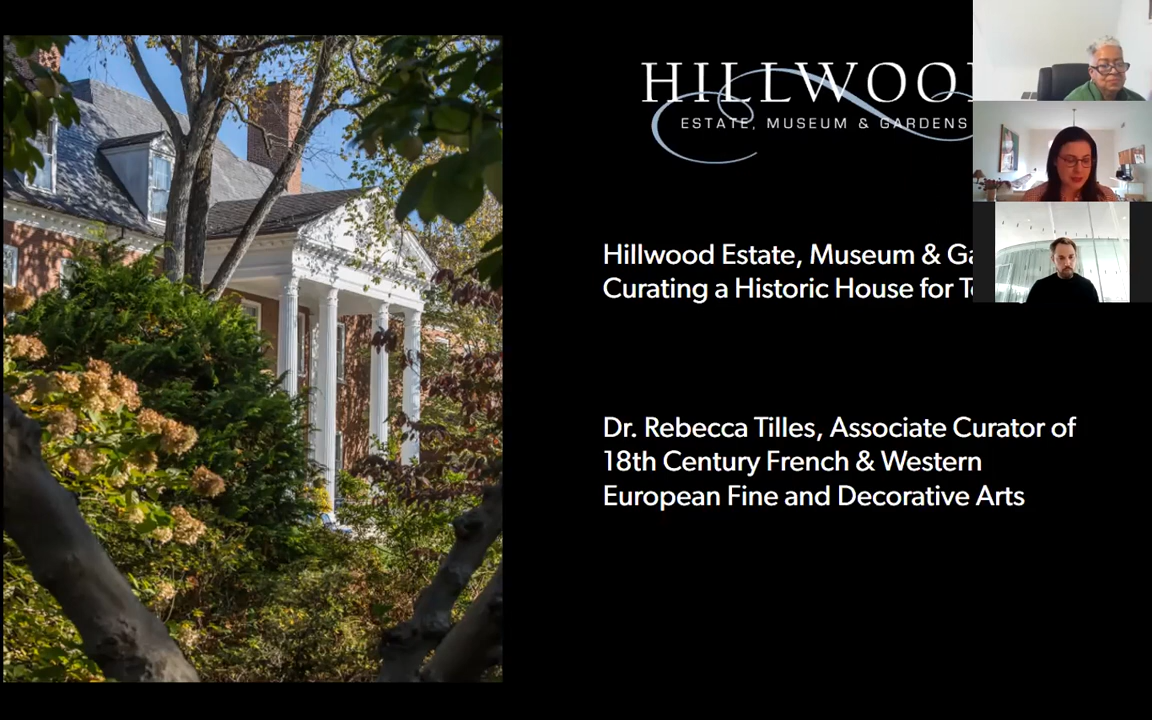 HILLWOO
ESTATE, MUSEUM & GARDENS
Hillwood Estate, Museum & Ga
Curating a Historic House for T
Dr. Rebecca Tilles, Associate Curator of
18th Century French & Western
European Fine and Decorative Arts